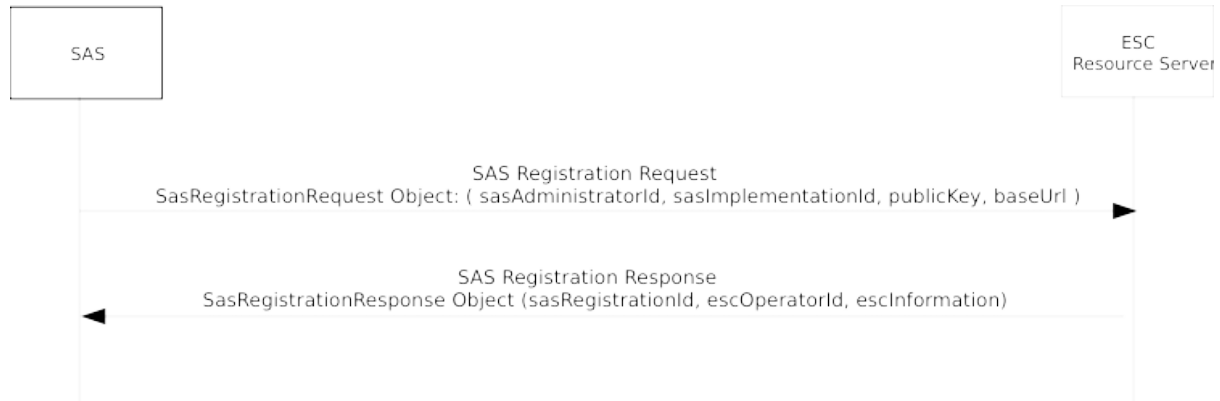 SAS
ESC
Resource Server
SAS Registration Request
SasRegistrationRequest Object: ( sasAdministratorId, sasImplementationId, publicKey, baseUrl )
SAS Registration Response
SasRegistrationResponse Object (sasRegistrationId, escOperatorId, escInformation)